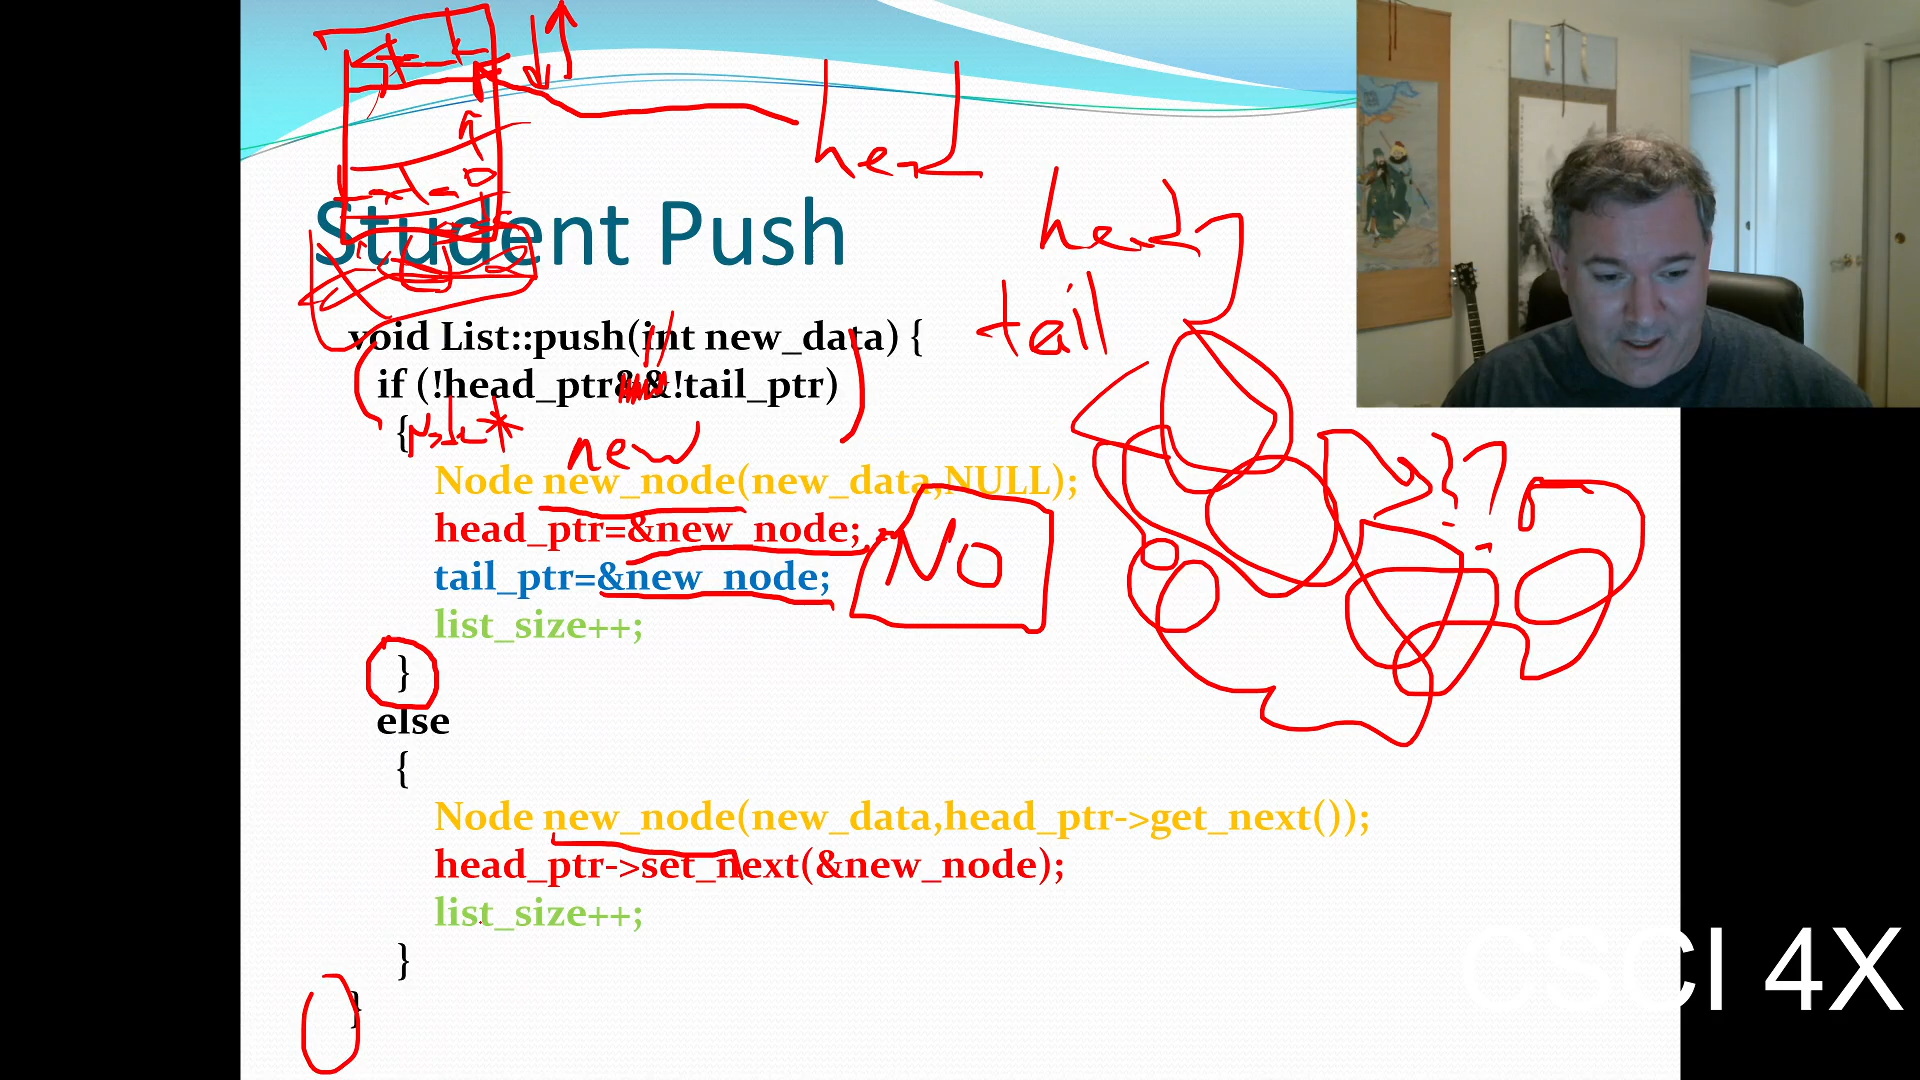 head
head
Student Push
tail
void List::push(int new_data) {
if (!head_ptr&&!tail_ptr)
{
Node*
new
Node new_node(new_data,NULL);
head_ptr=&new_node;
NO
tail_ptr=&new_node;
list_size++;
}
else
{
Node new_node(new_data,head_ptr->get_next());
head_ptr->set_next(&new_node);
list_size++;
}
}
CSCI 4X